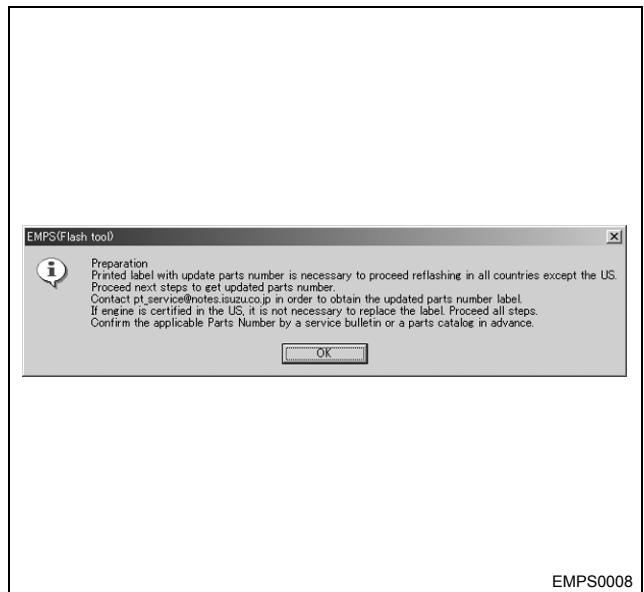 EMPS(Flash tool)
Preparation
Printed label with update parts number is necessary to proceed reflashing in all countries except the US.
Proceed next steps to get updated parts number.
Contact pt_service@notes.isuzu.co.jp in order to obtain the updated parts number label.
If engine is certified in the US, it is not necessary to replace the label. Proceed all steps.
Confirm the applicable Parts Number by a service bulletin or a parts catalog in advance.
OK
EMPS0008